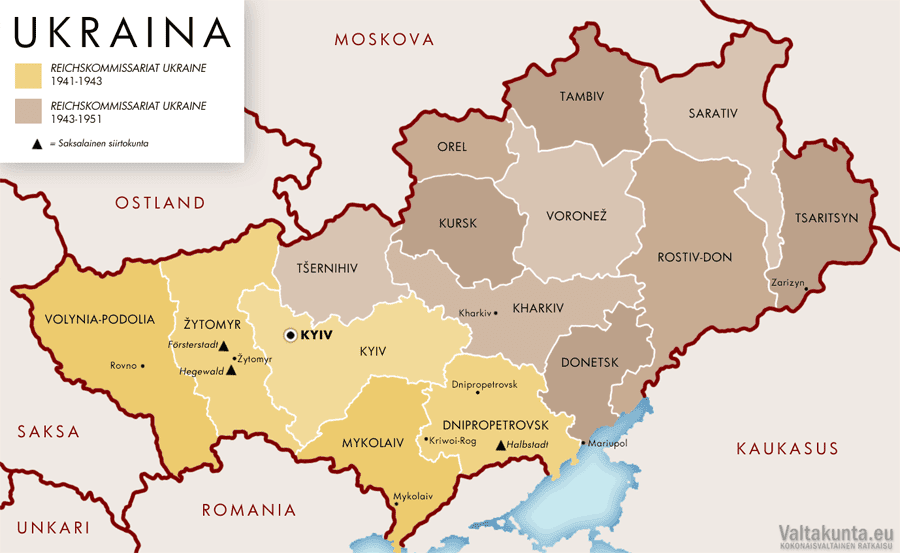 UKRAINA
REICHSKOMMISSARIAT UKRAINE
1941-1943
REICHSKOMMISSARIAT UKRAINE
1943-1951
= Saksalainen siirtokunta
MOSKOVA
TAMBIV
SARATIV
OREL
OSTLAND
KURSK
VORONEŽ
TSARITSYN
TŠERNIHIV
ROSTIV-DON
Zarizyn
VOLYNIA-PODOLIA
ŽYTOMYR
Kharkiv
KHARKIV
KYIV
Försterstadt
KYIV
Žytomyr
Rovno
Hegewald
DONETSK
Dnipropetrovsk
SAKSA
MYKOLAIV
DNIPROPETROVSK
Kriwoi-Rog
Halbstadt
Mariupol
KAUKASUS
Mykolaiv
ROMANIA
UNKARI
Valtakunta.eu
KOKONAISVALTAINEN RATKAISU